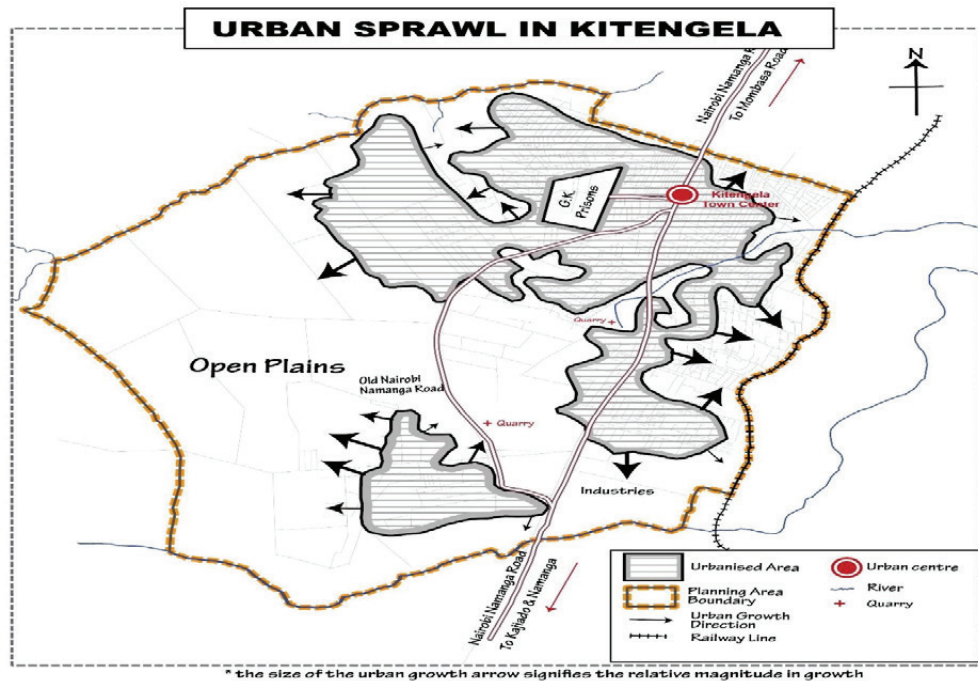 URBAN SPRAWL IN KITENGELA
N
Nairobi Namanga R
To Mombasa Road
G.K.
Prisons
Kitengela
Town Center
Quarry
Open Plains
Old Nairobi
Namanga Road
Quarry
Industries
Nairobi Namanga Road
To Kajiado & Namanga
Urbanised Area
Planning Area
Boundary
Urban Growth
Direction
Railway Line
Urban centre
River
Quarry
* the size of the urban growth arrow signifies the relative magnitude in growth